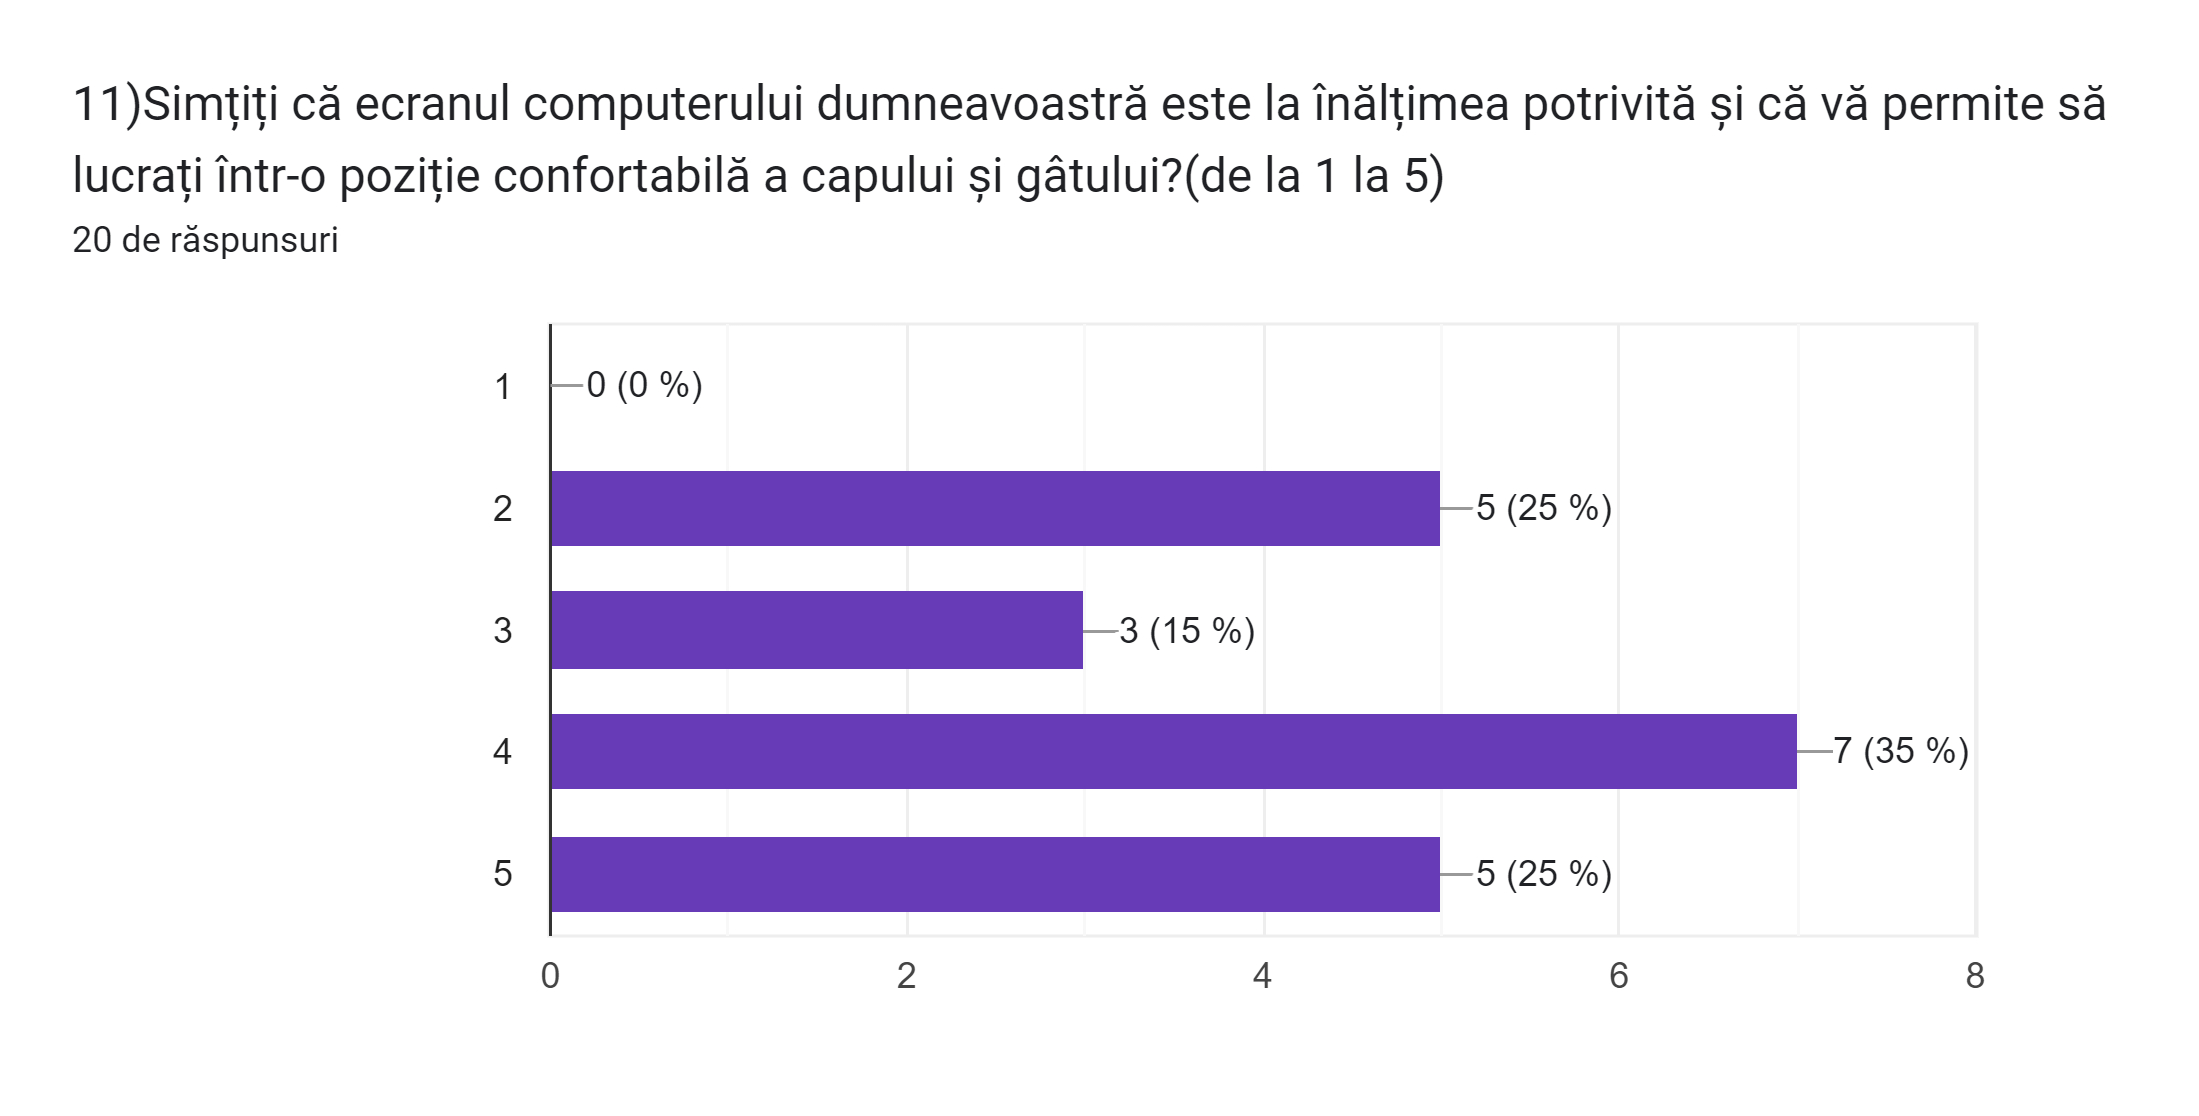 11)Simțiți că ecranul computerului dumneavoastră este la înălțimea potrivită și că vă permite să
lucrați într-o poziție confortabilă a capului și gâtului?(de la 1 la 5)
20 de răspunsuri
1 0 (0 %)
2 5 (25 %)
3 3 (15 %)
4 7 (35 %)
5 5 (25 %)
0 2 4 6 8